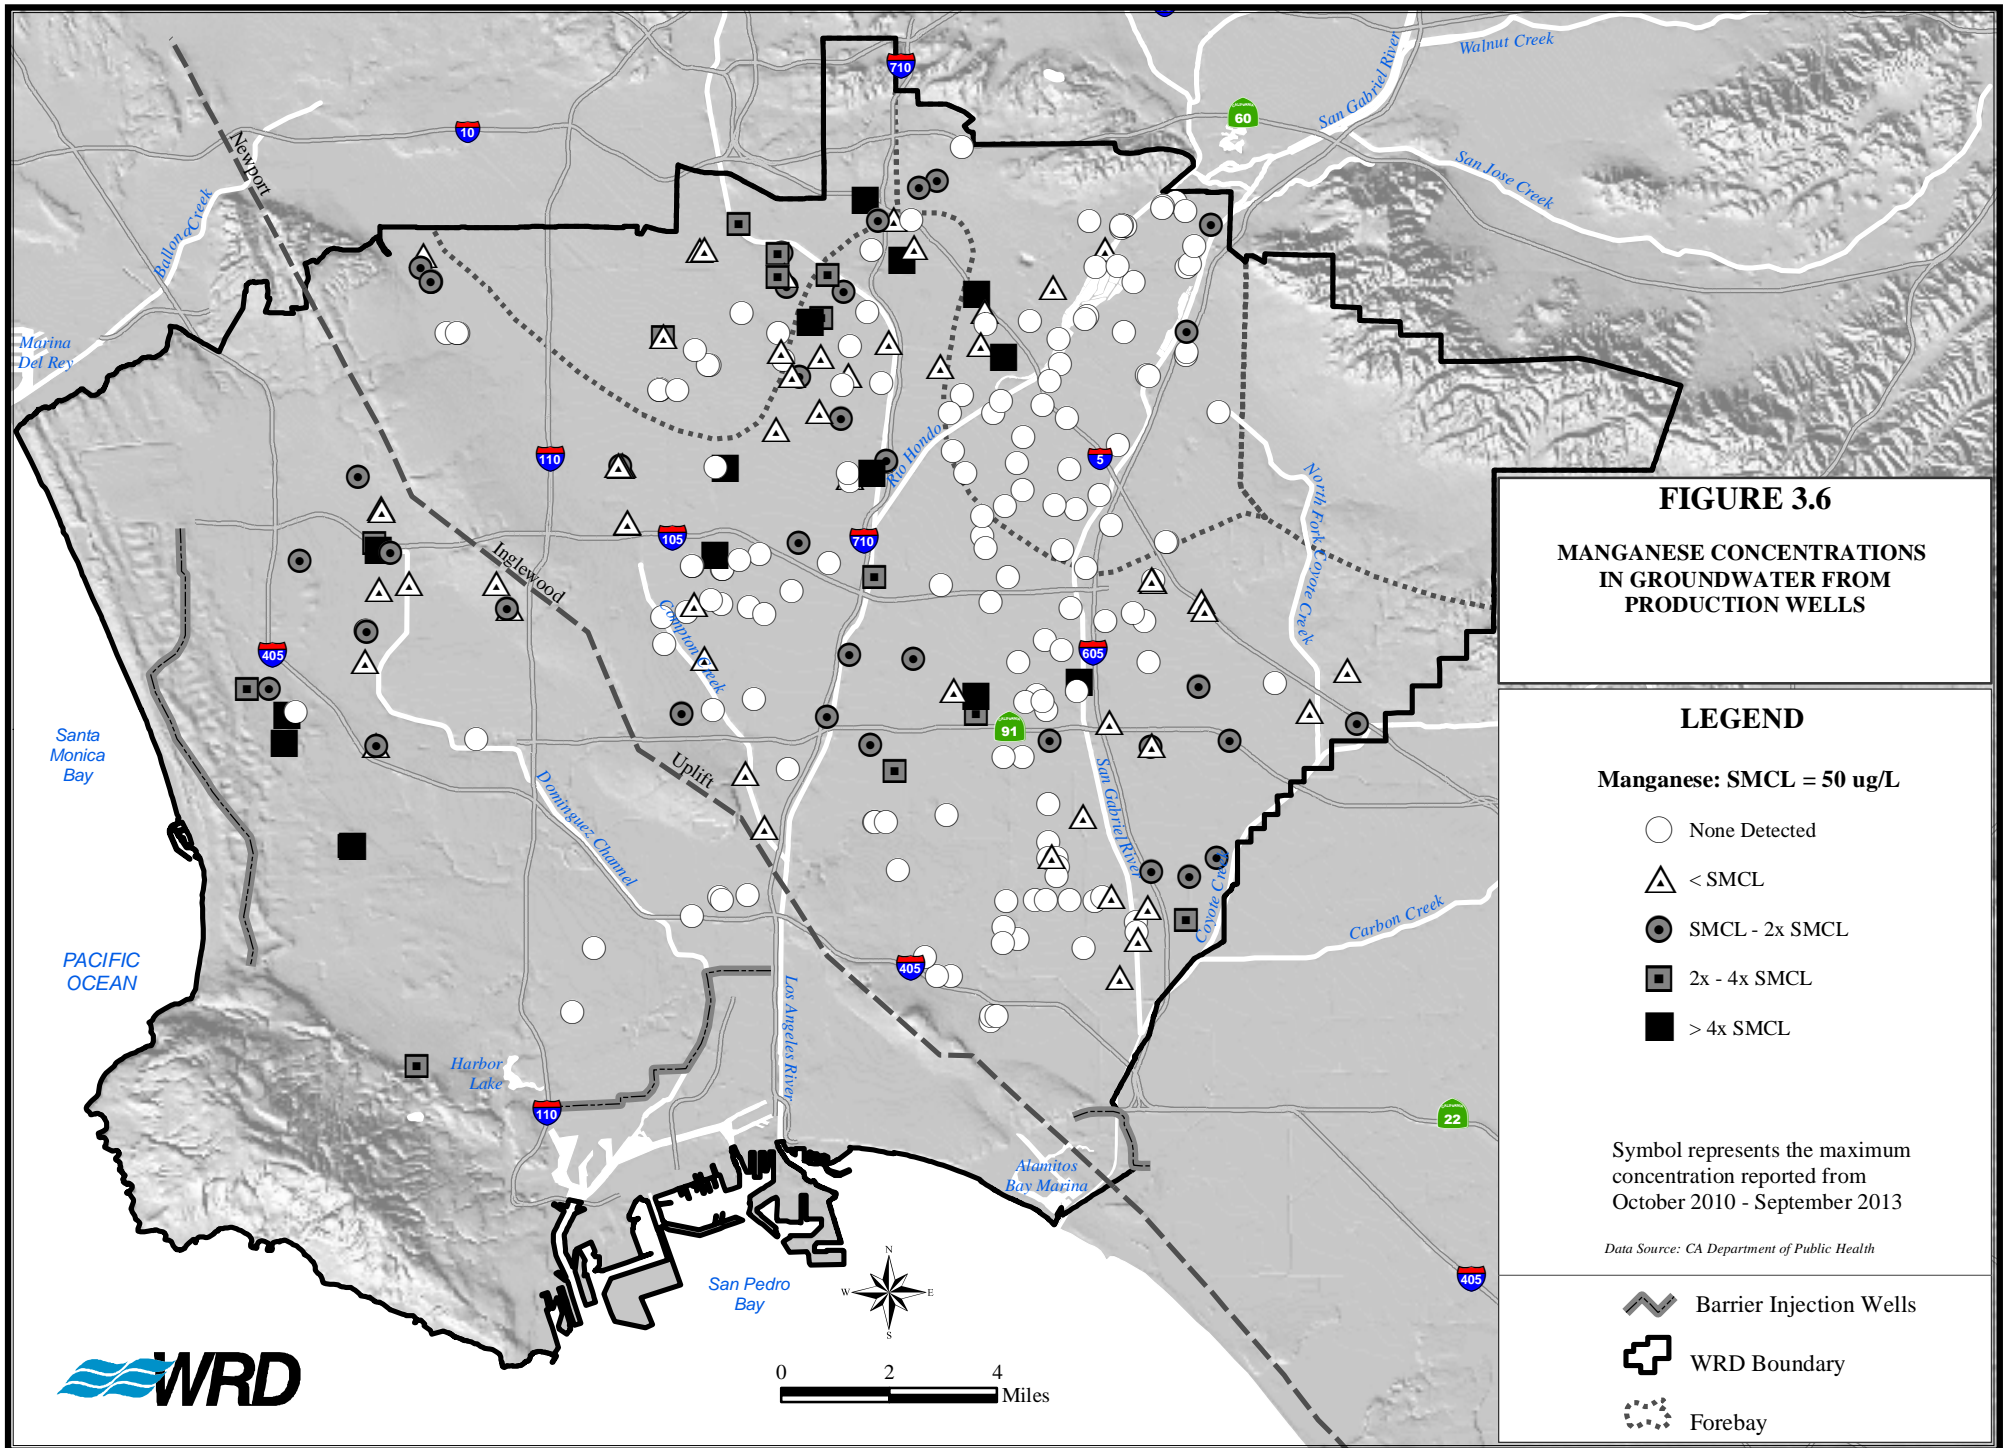 710
Walnut Creek
San Gabriel River
CALIFORNIA
60
10
Newport
San Jose Creek
Ballona Creek
Marina
Del Rey
110
Rio Hondo
5
North Fork Coyote Creek
Inglewood
105
710
Compton Creek
405
605
CALIFORNIA
91
Santa
Monica
Bay
Uplift
Dominguez Channel
San Gabriel River
Coyote Creek
Carbon Creek
PACIFIC
OCEAN
405
Los Angeles River
Harbor
Lake
110
CALIFORNIA
22
Alamitos
Bay Marina
405
San Pedro
Bay
N
W
E
S
0 2 4
Miles
WRD
FIGURE 3.6
MANGANESE CONCENTRATIONS
IN GROUNDWATER FROM
PRODUCTION WELLS
LEGEND
Manganese: SMCL = 50 ug/L
None Detected
< SMCL
SMCL - 2x SMCL
2x - 4x SMCL
> 4x SMCL
Symbol represents the maximum
concentration reported from
October 2010 - September 2013
Data Source: CA Department of Public Health
Barrier Injection Wells
WRD Boundary
Forebay